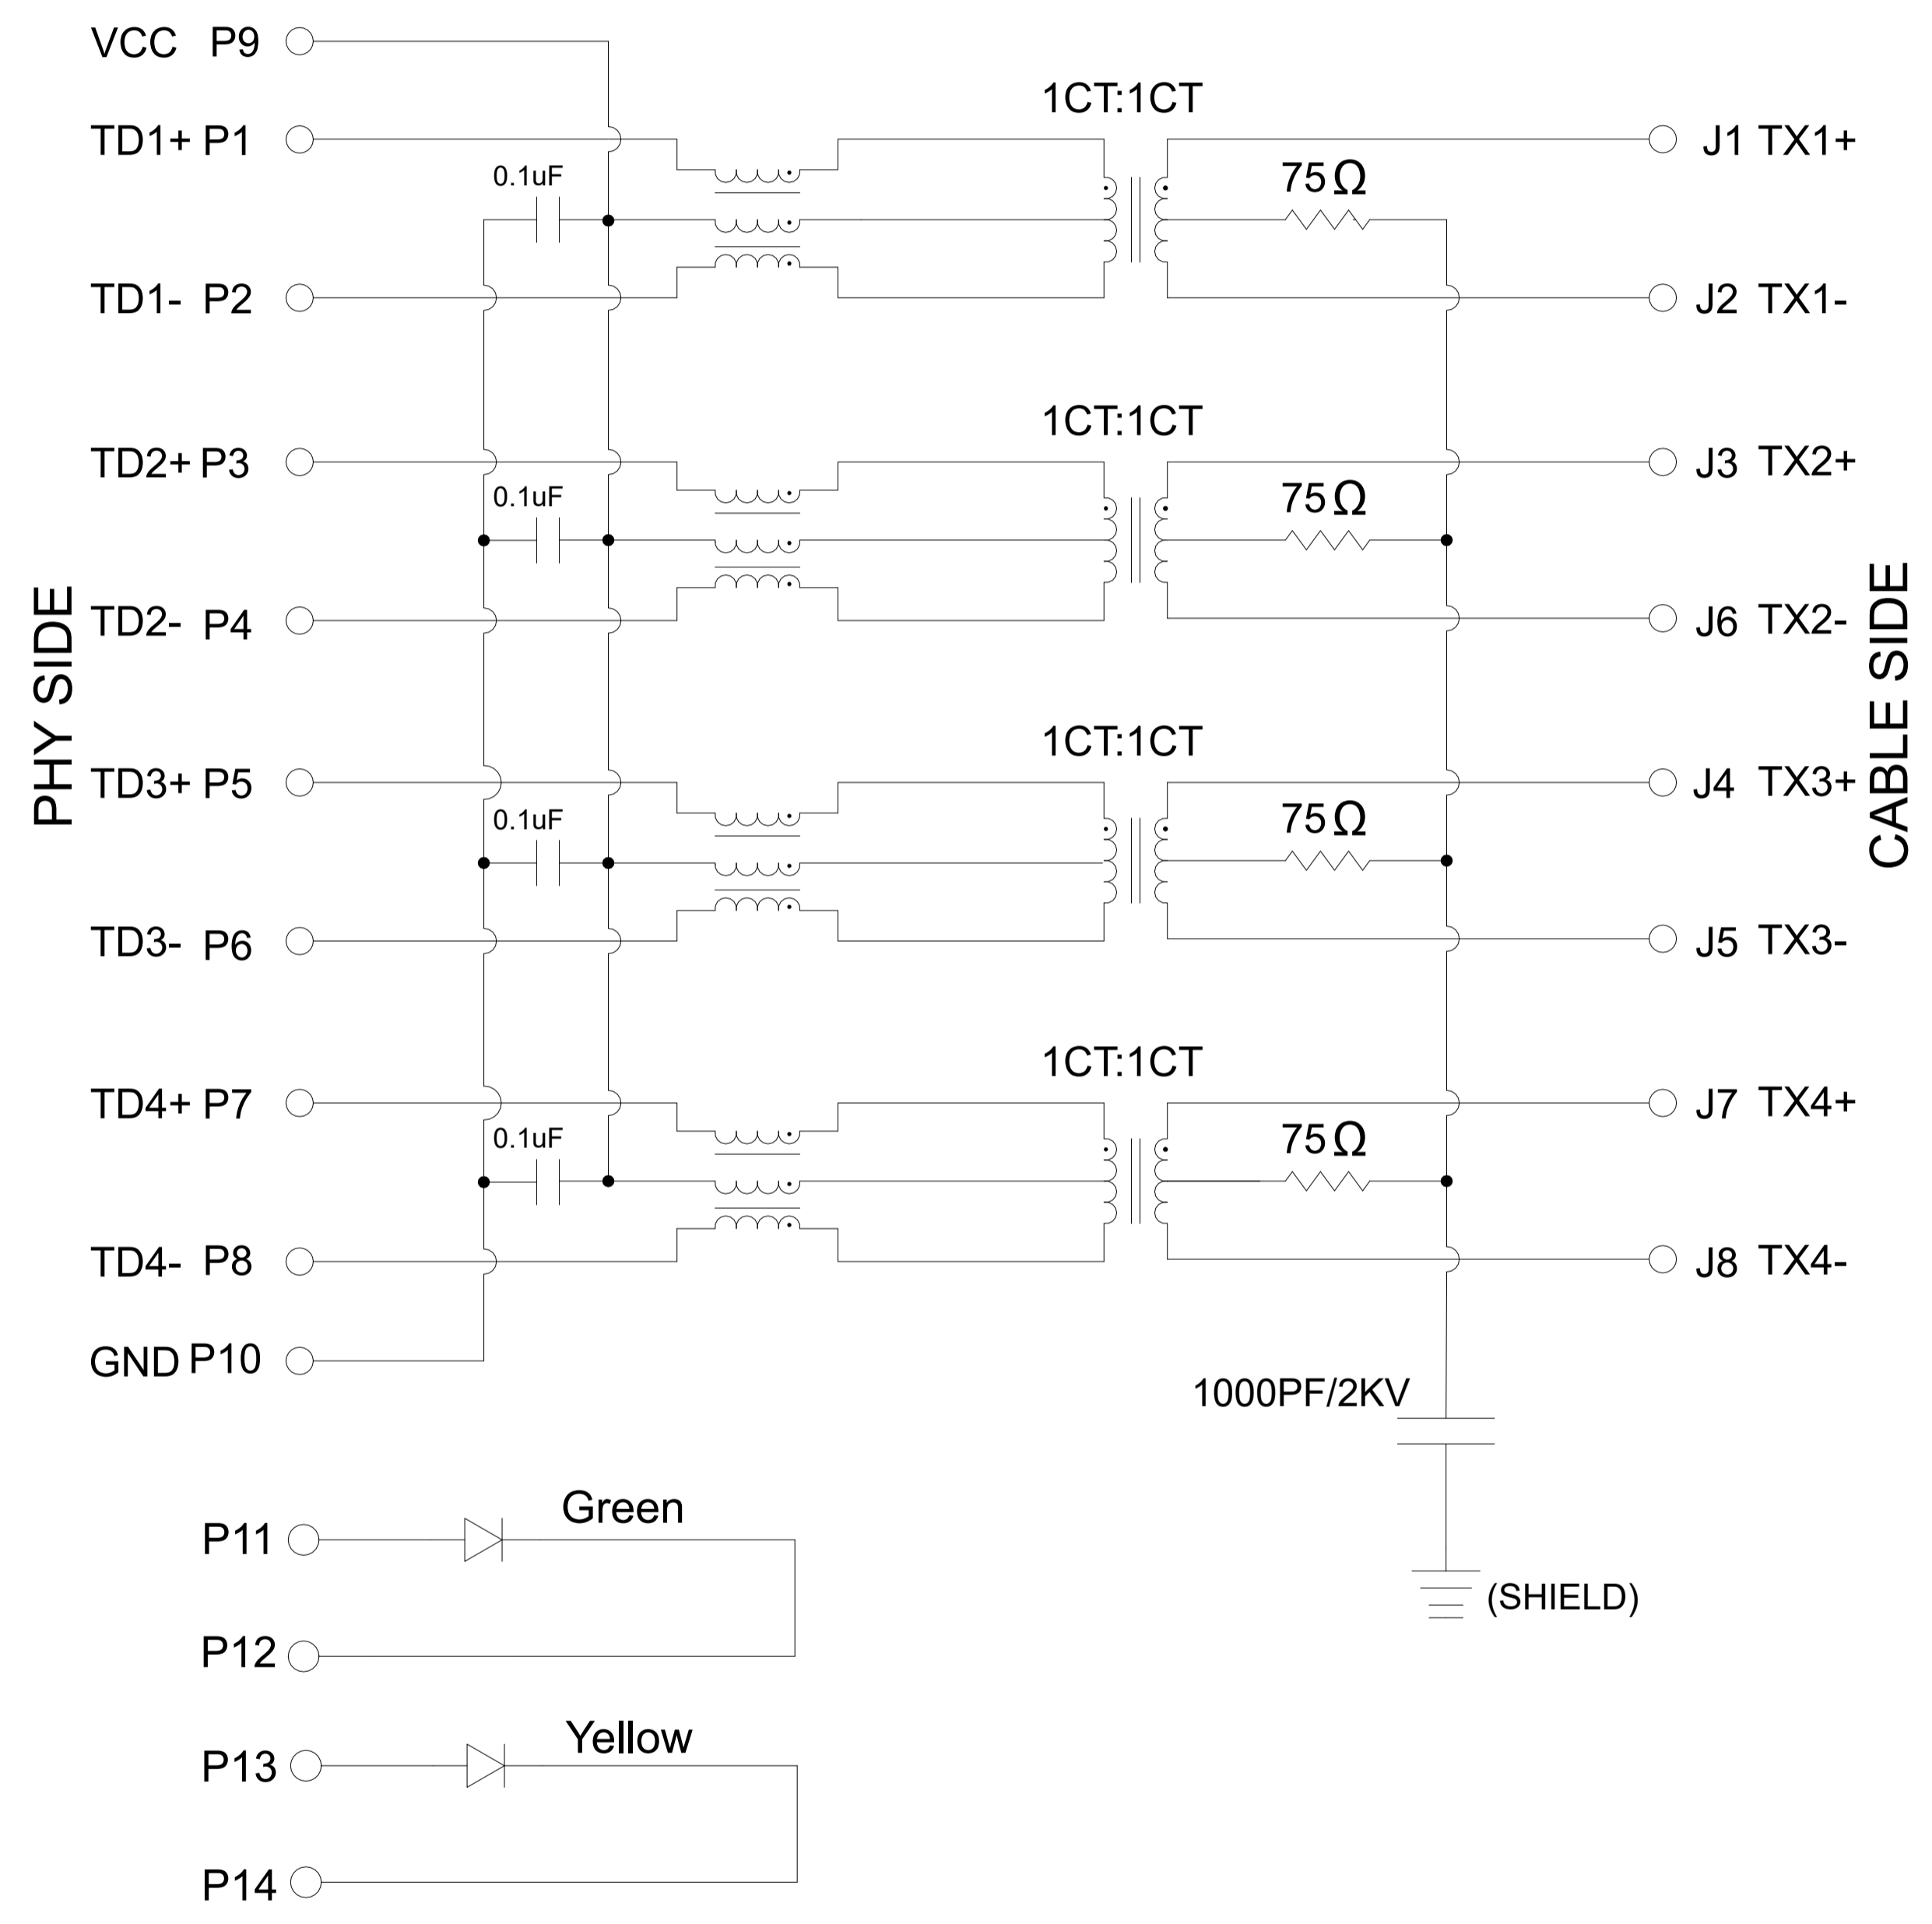 VCC P9
1CT:1CT
TD1+ P1
J1 TX1+
0.1uF
75Ω
TD1- P2
J2 TX1-
1CT:1CT
TD2+ P3
J3 TX2+
0.1uF
75Ω
TD2- P4
J6 TX2-
PHY SIDE
CABLE SIDE
1CT:1CT
TD3+ P5
J4 TX3+
0.1uF
75Ω
TD3- P6
J5 TX3-
1CT:1CT
TD4+ P7
J7 TX4+
0.1uF
75Ω
TD4- P8
J8 TX4-
GND P10
1000PF/2KV
Green
P11
(SHIELD)
P12
Yellow
P13
P14